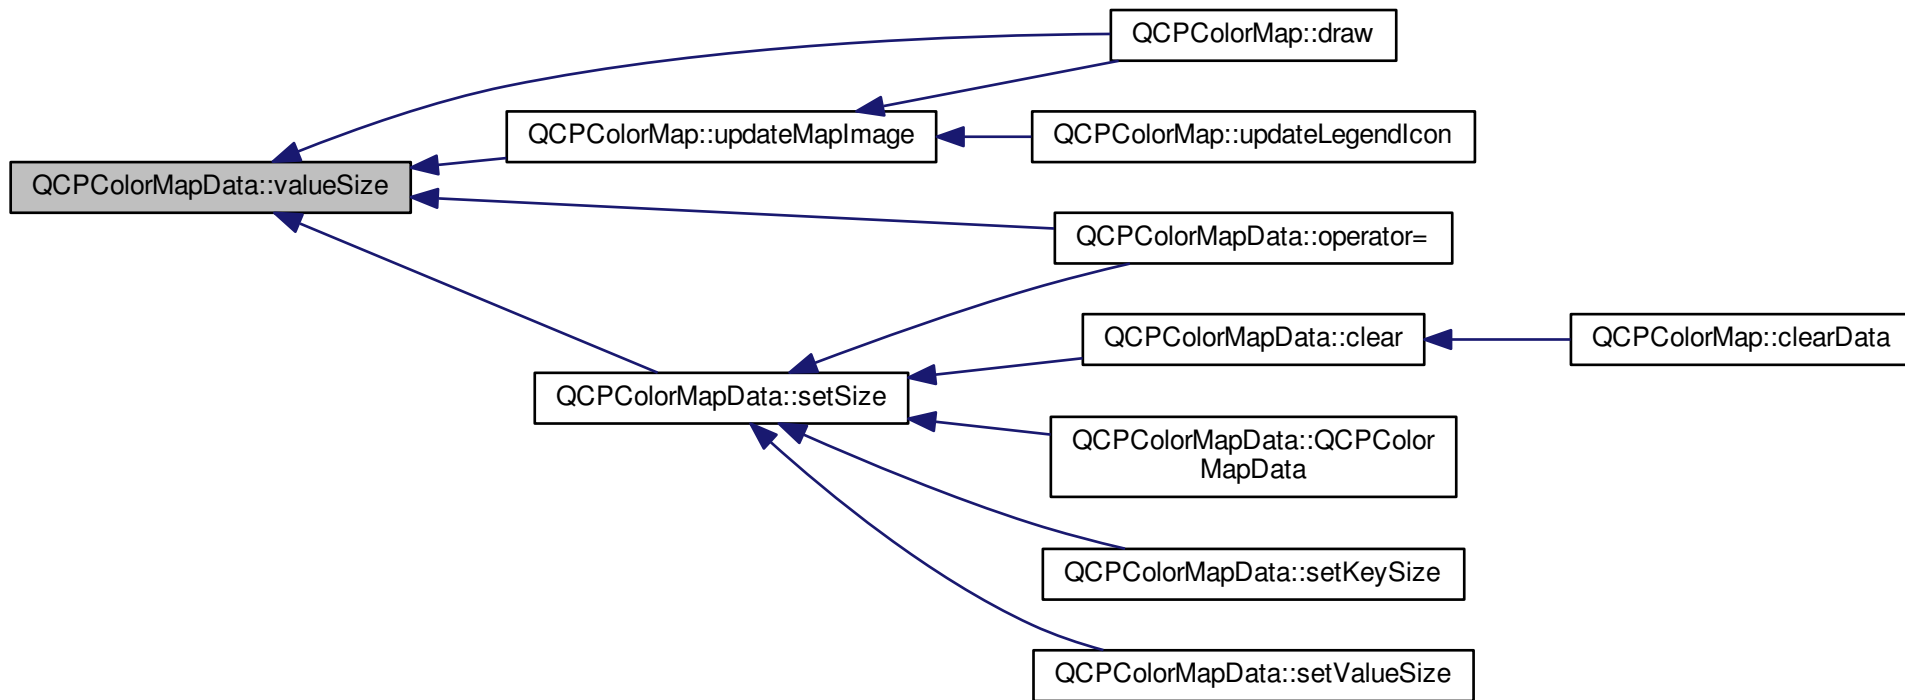 QCPColorMap::draw
QCPColorMap::updateMapImage
QCPColorMap::updateLegendIcon
QCPColorMapData::valueSize
QCPColorMapData::operator=
QCPColorMapData::clear
QCPColorMap::clearData
QCPColorMapData::setSize
QCPColorMapData::QCPColor
MapData
QCPColorMapData::setKeySize
QCPColorMapData::setValueSize